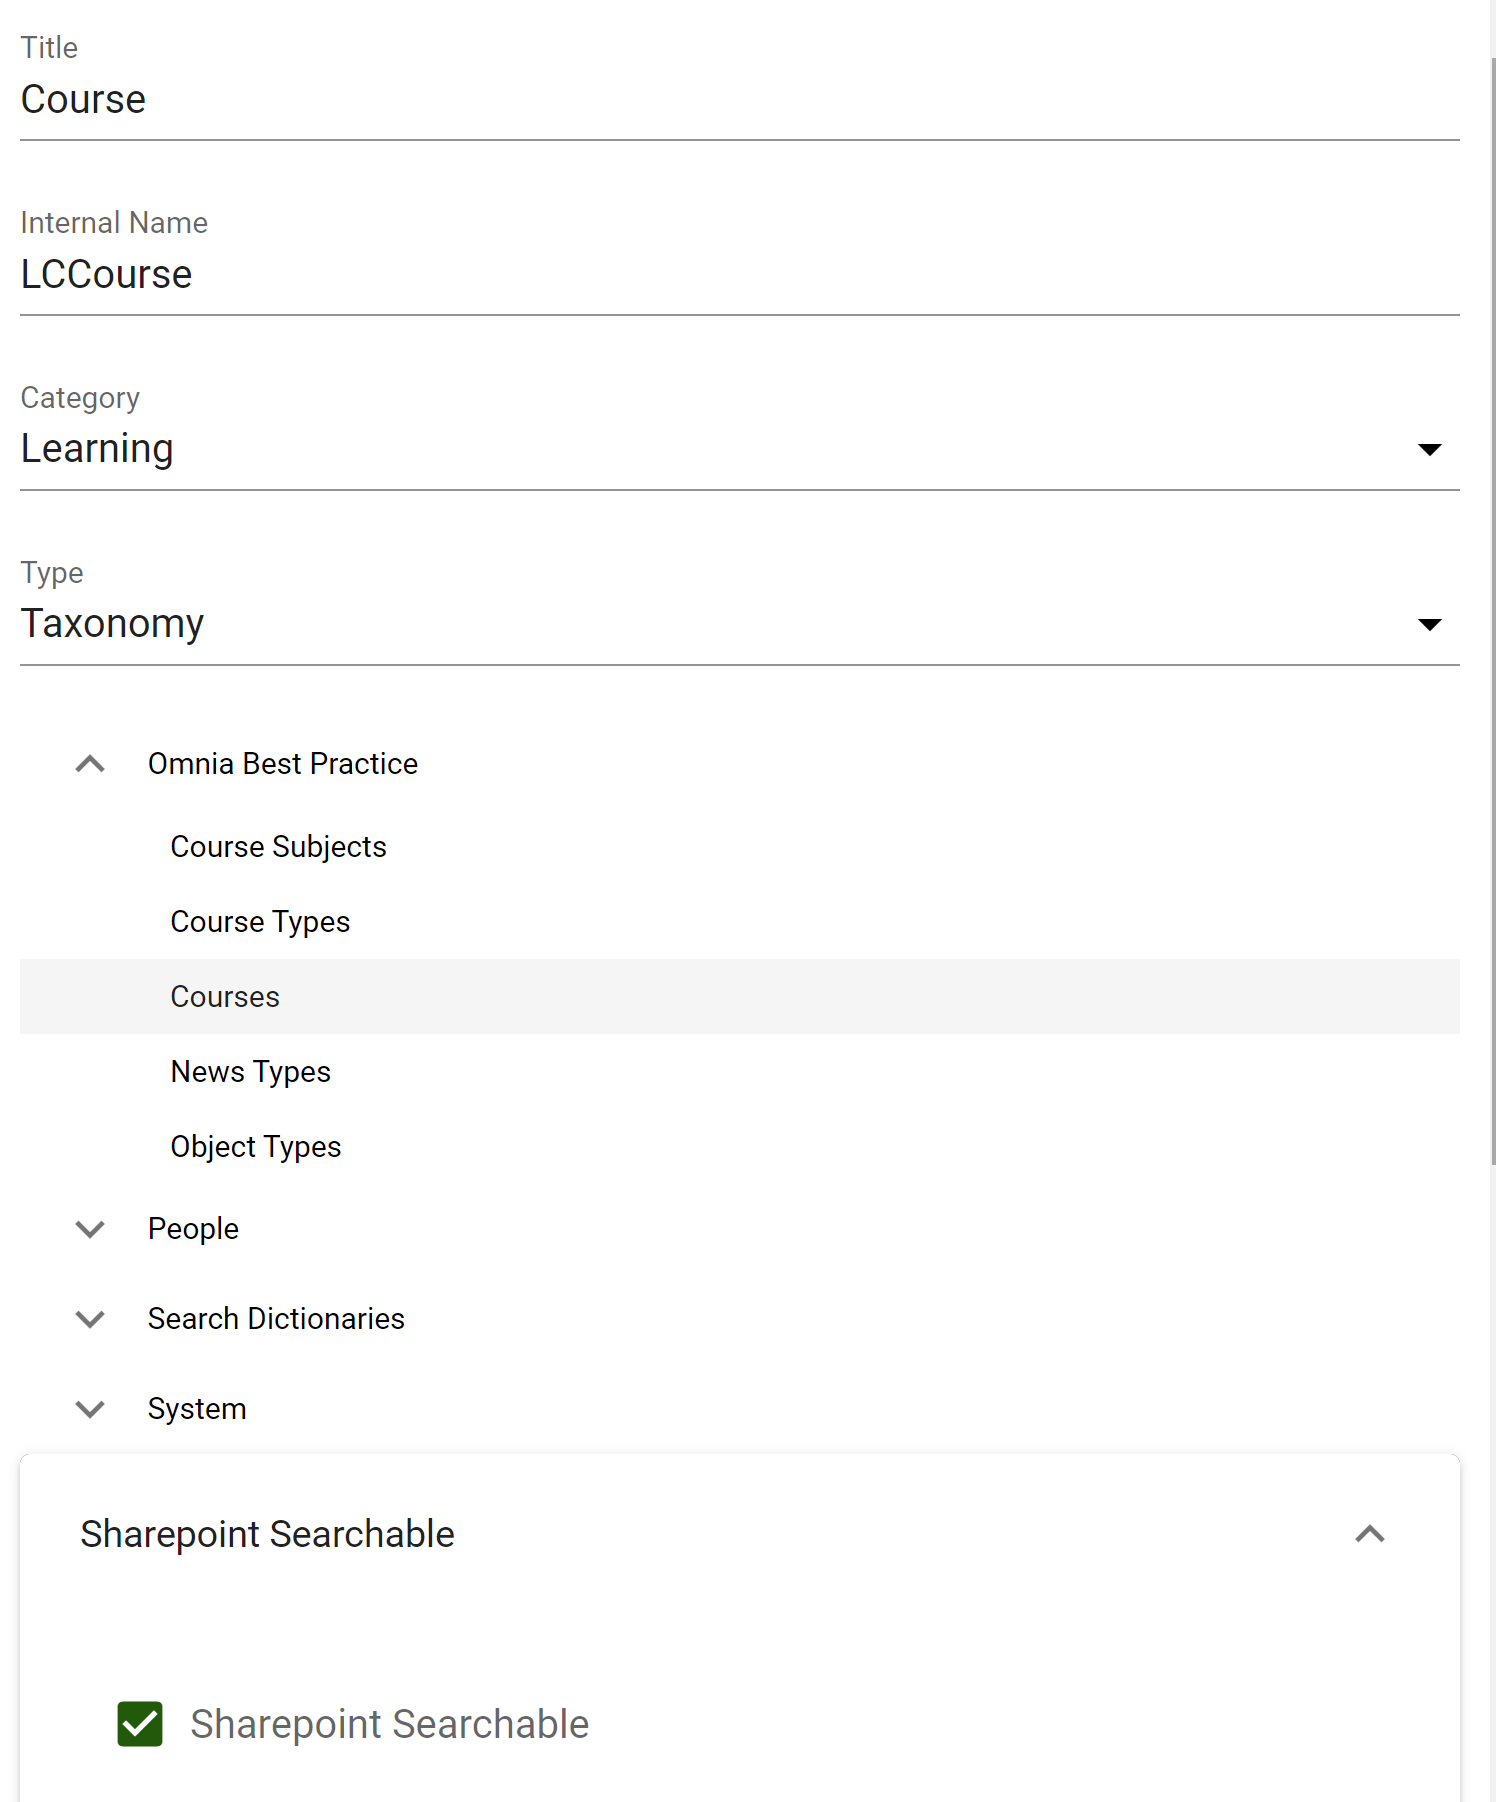 Title
Course
Internal Name
LCCourse
Category
Learning
Type
Taxonomy
Omnia Best Practice
Course Subjects
Course Types
Courses
News Types
Object Types
People
Search Dictionaries
System
Sharepoint Searchable
Sharepoint Searchable